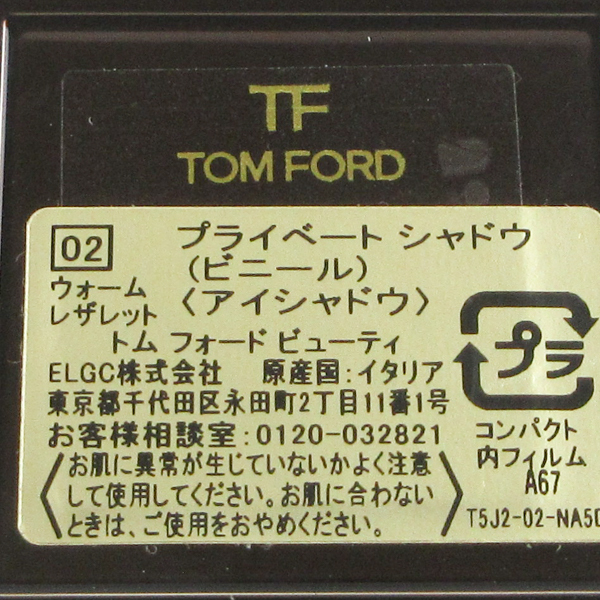 TF
TOM FORD
02
プライベート シャドウ
(ビニール)
ウォーム
レザレット
〈アイシャドウ〉
トム フォード ビューティ
ELGC株式会社 原産国:イタリア
東京都千代田区永田町2丁目11番1号
お客様相談室:0120-032821
お肌に異常が生じていないかよく注意
して使用してください。お肌に合わない
ときは、ご使用をおやめください。
プラ
コンパクト
内フィルム
A67
T5J2-02-NA5